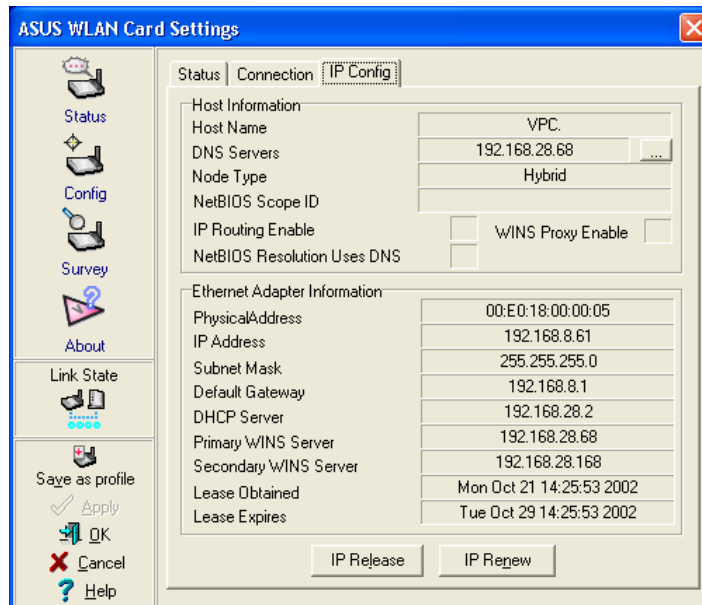 ASUS WLAN Card Settings
Status
Config
Survey
About
Link State
Save as profile
Apply
OK
Cancel
Help
Status Connection IP Config
Host Information
Host Name VPC.
DNS Servers 192.168.28.68 ...
Node Type Hybrid
NetBIOS Scope ID
IP Routing Enable WINS Proxy Enable
NetBIOS Resolution Uses DNS
Ethernet Adapter Information
PhysicalAddress 00:E0:18:00:00:05
IP Address 192.168.8.61
Subnet Mask 255.255.255.0
Default Gateway 192.168.8.1
DHCP Server 192.168.28.2
Primary WINS Server 192.168.28.68
Secondary WINS Server 192.168.28.168
Lease Obtained Mon Oct 21 14:25:53 2002
Lease Expires Tue Oct 29 14:25:53 2002
IP Release IP Renew